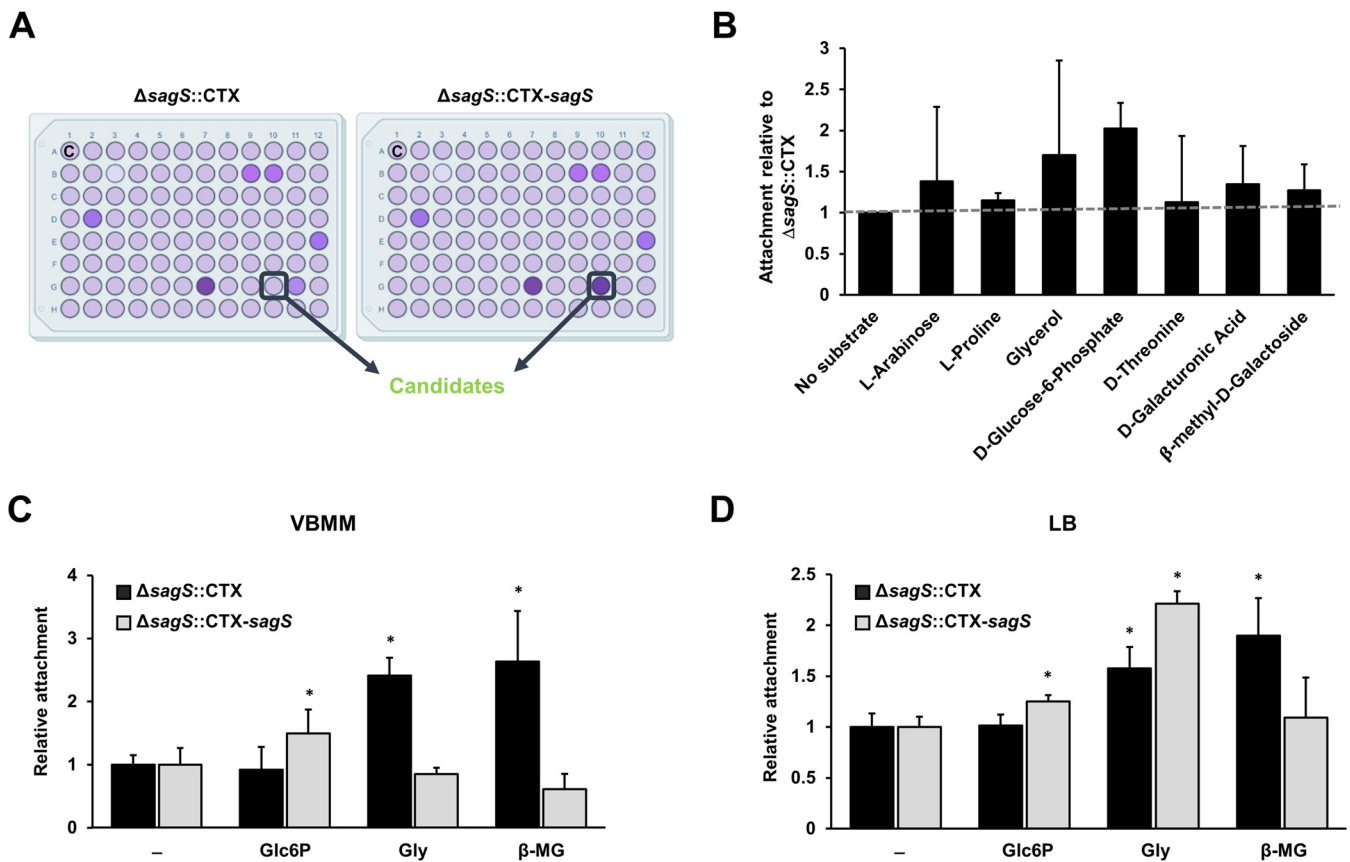 A
ΔsagS::CTX
ΔsagS::CTX-sagS
1 2 3 4 5 6 7 8 9 10 11 12
1 2 3 4 5 6 7 8 9 10 11 12
A
B
C
D
E
F
G
H
C
A
B
C
D
E
F
G
H
C
Candidates
B
Attachment relative to
ΔsagS::CTX
3
2.5
2
1.5
1
0.5
0
No substrate
L-Arabinose
L-Proline
Glycerol
D-Glucose-6-Phosphate
D-Threonine
D-Galacturonic Acid
β-methyl-D-Galactoside
C
VBMM
Relative attachment
4
3
2
1
0
ΔsagS::CTX
ΔsagS::CTX-sagS
*
*
*
– Glc6P Gly β-MG
D
LB
Relative attachment
2.5
2
1.5
1
0.5
0
ΔsagS::CTX
ΔsagS::CTX-sagS
*
*
*
*
– Glc6P Gly β-MG